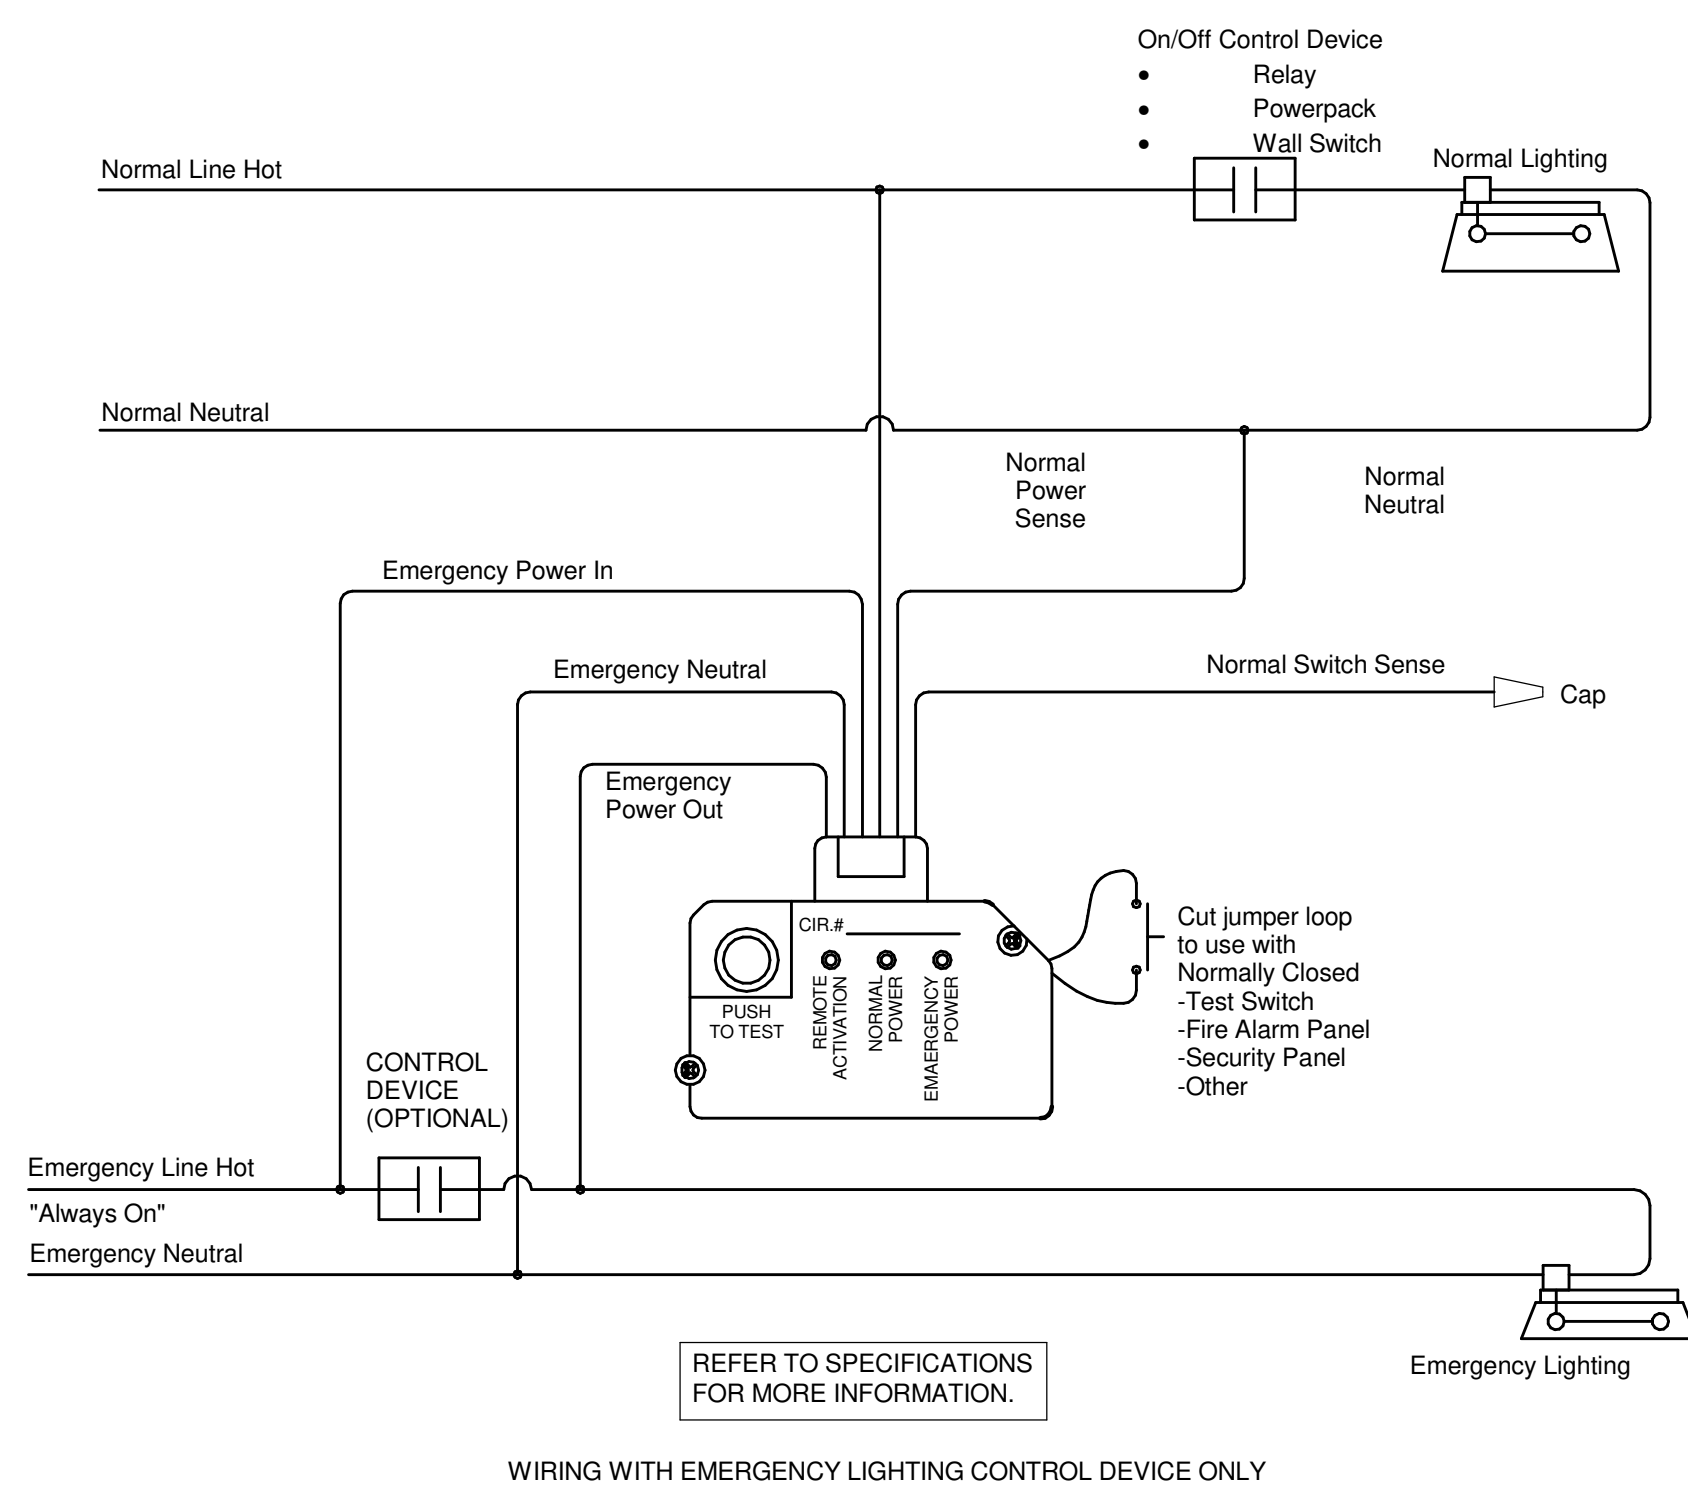 On/Off Control Device
• Relay
• Powerpack
• Wall Switch
Normal Lighting
Normal Line Hot
Normal Neutral
Normal
Power
Sense
Normal
Neutral
Emergency Power In
Emergency Neutral
Normal Switch Sense
Cap
Emergency
Power Out
CIR.#
PUSH
TO TEST
REMOTE
ACTIVATION
NORMAL
POWER
EMAERGENCY
POWER
Cut jumper loop
to use with
Normally Closed
-Test Switch
-Fire Alarm Panel
-Security Panel
-Other
CONTROL
DEVICE
(OPTIONAL)
Emergency Line Hot
"Always On"
Emergency Neutral
Emergency Lighting
REFER TO SPECIFICATIONS
FOR MORE INFORMATION.
WIRING WITH EMERGENCY LIGHTING CONTROL DEVICE ONLY